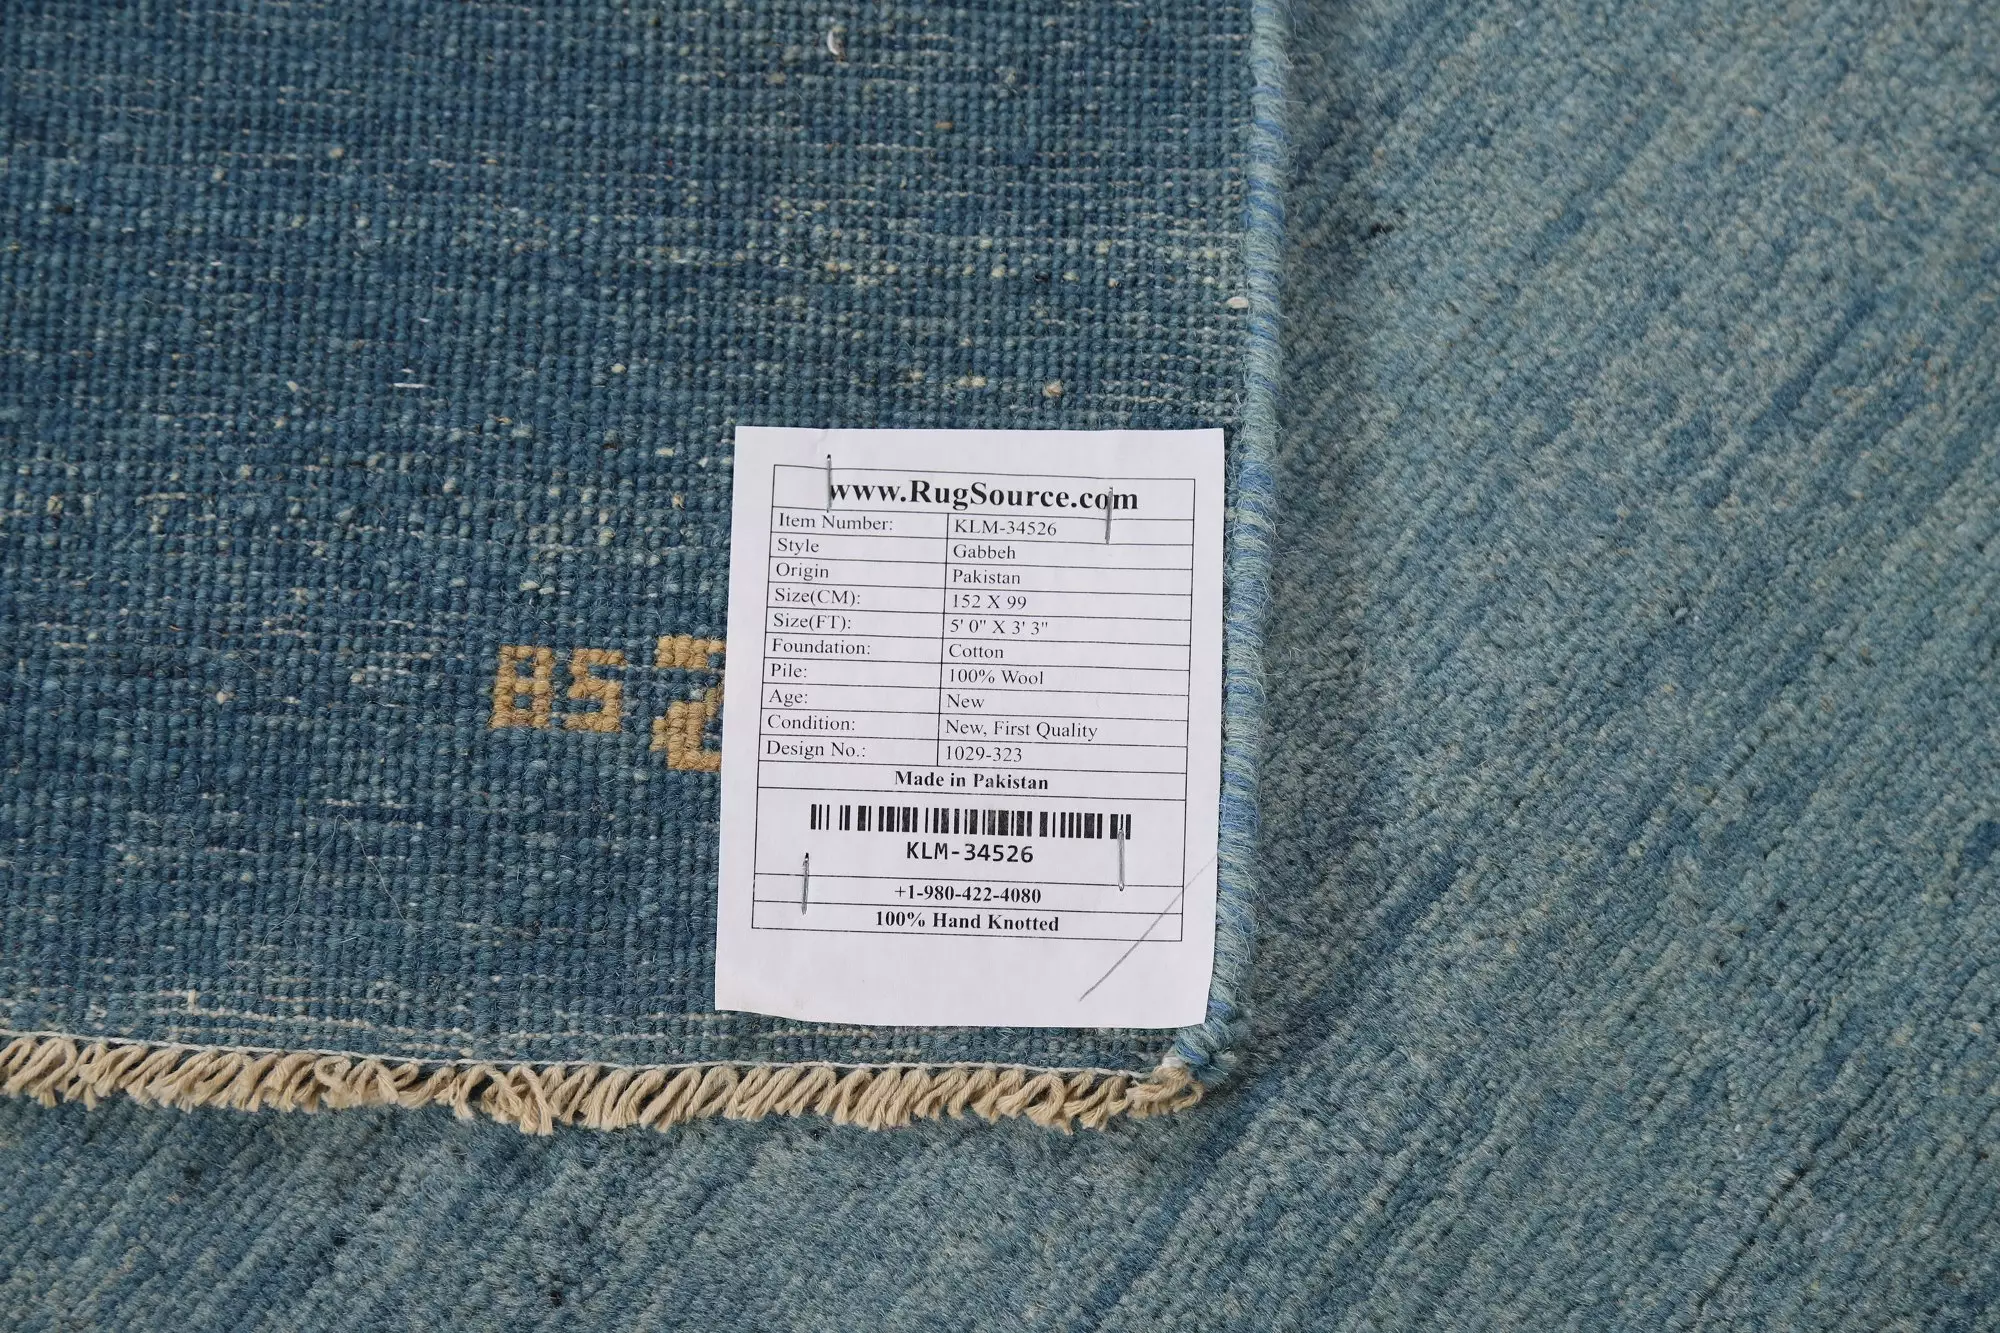 www.RugSource.com
Item Number: KLM-34526
Style Gabbeh
Origin Pakistan
Size(CM): 152 X 99
Size(FT): 5' 0" X 3' 3"
Foundation: Cotton
Pile: 100% Wool
Age: New
Condition: New, First Quality
Design No.: 1029-323
Made in Pakistan
KLM-34526
+1-980-422-4080
100% Hand Knotted